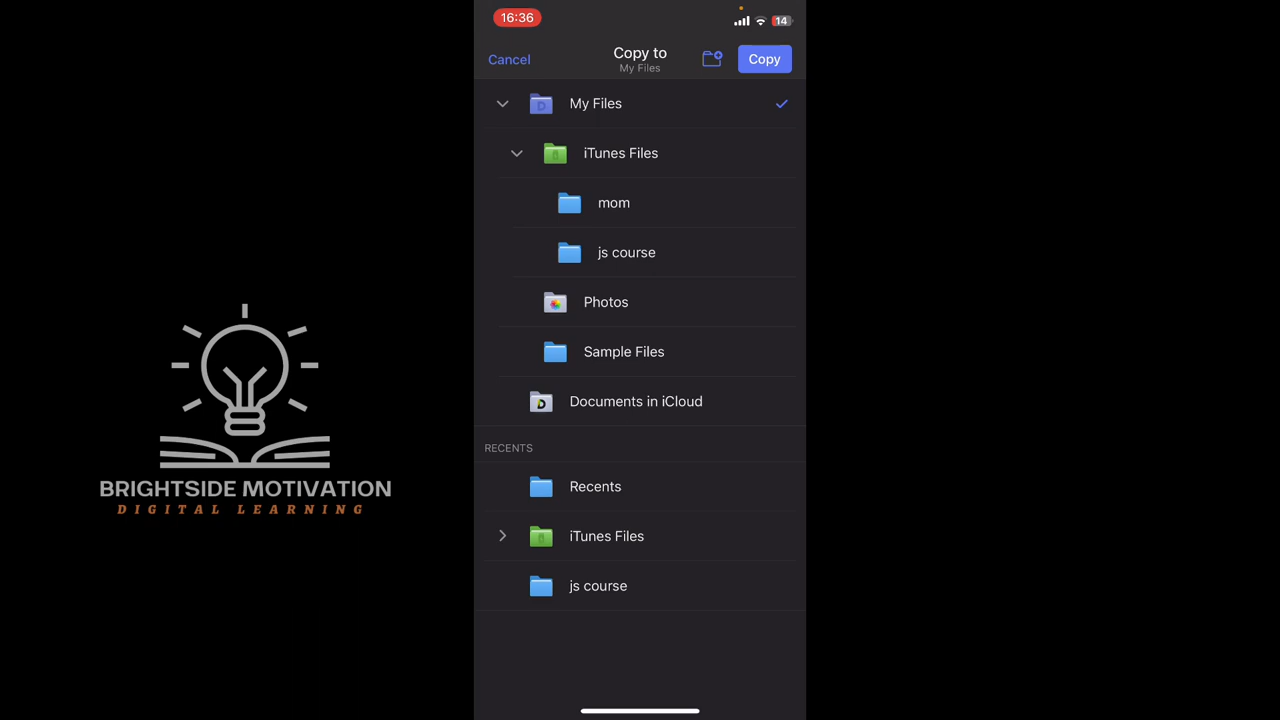 16:36
14
Cancel
Copy to
My Files
Copy
D
My Files
iTunes Files
mom
js course
Photos
Sample Files
D
Documents in iCloud
RECENTS
Recents
iTunes Files
js course
BRIGHTSIDE MOTIVATION
DIGITAL LEARNING